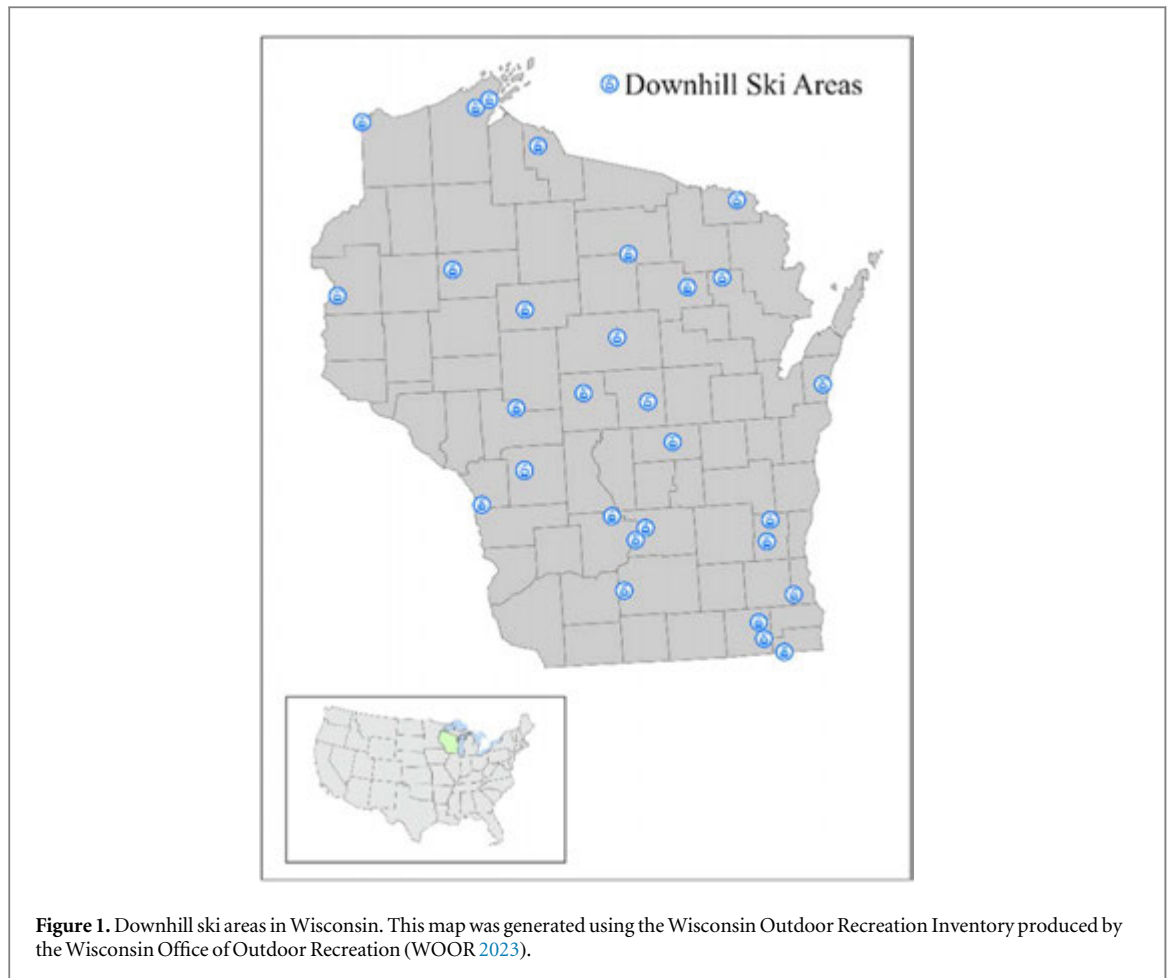 Downhill Ski Areas
Figure 1. Downhill ski areas in Wisconsin. This map was generated using the Wisconsin Outdoor Recreation Inventory produced by
the Wisconsin Office of Outdoor Recreation (WOOR 2023).